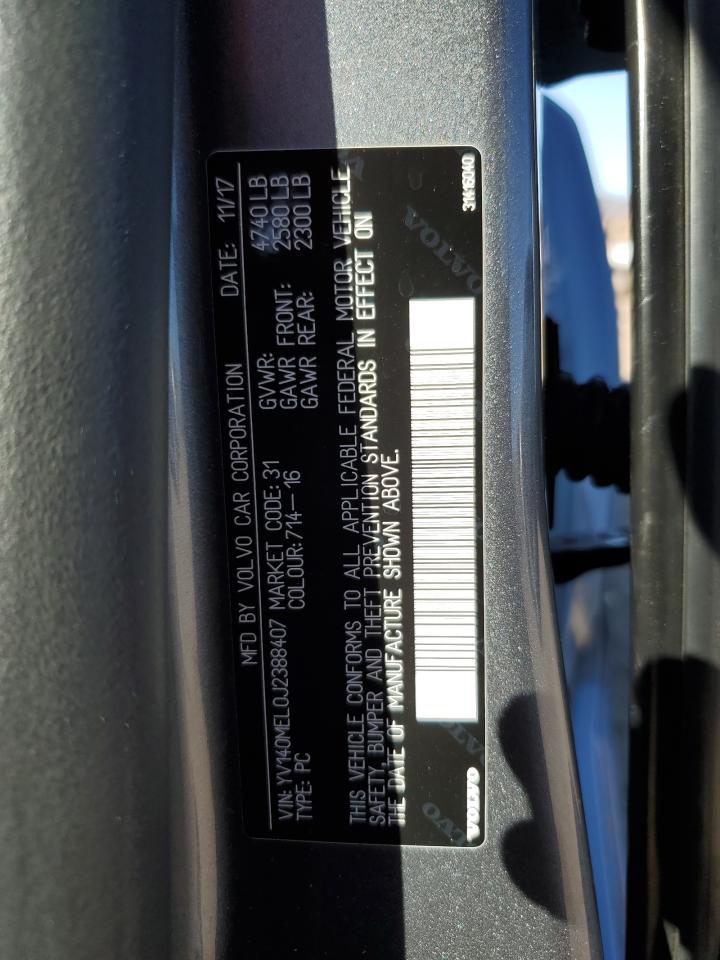 MFD BY VOLVO CAR CORPORATION DATE: 11/17
VIN: YV140MEL0J2388407 MARKET CODE: 31 GVWR: 4740 LB
TYPE: PC COLOUR: 714-16 GAWR FRONT: 2580 LB
GAWR REAR: 2300 LB
THIS VEHICLE CONFORMS TO ALL APPLICABLE FEDERAL MOTOR VEHICLE
SAFETY, BUMPER AND THEFT PREVENTION STANDARDS IN EFFECT ON
THE DATE OF MANUFACTURE SHOWN ABOVE.
VOLVO
VOLVO 31416040